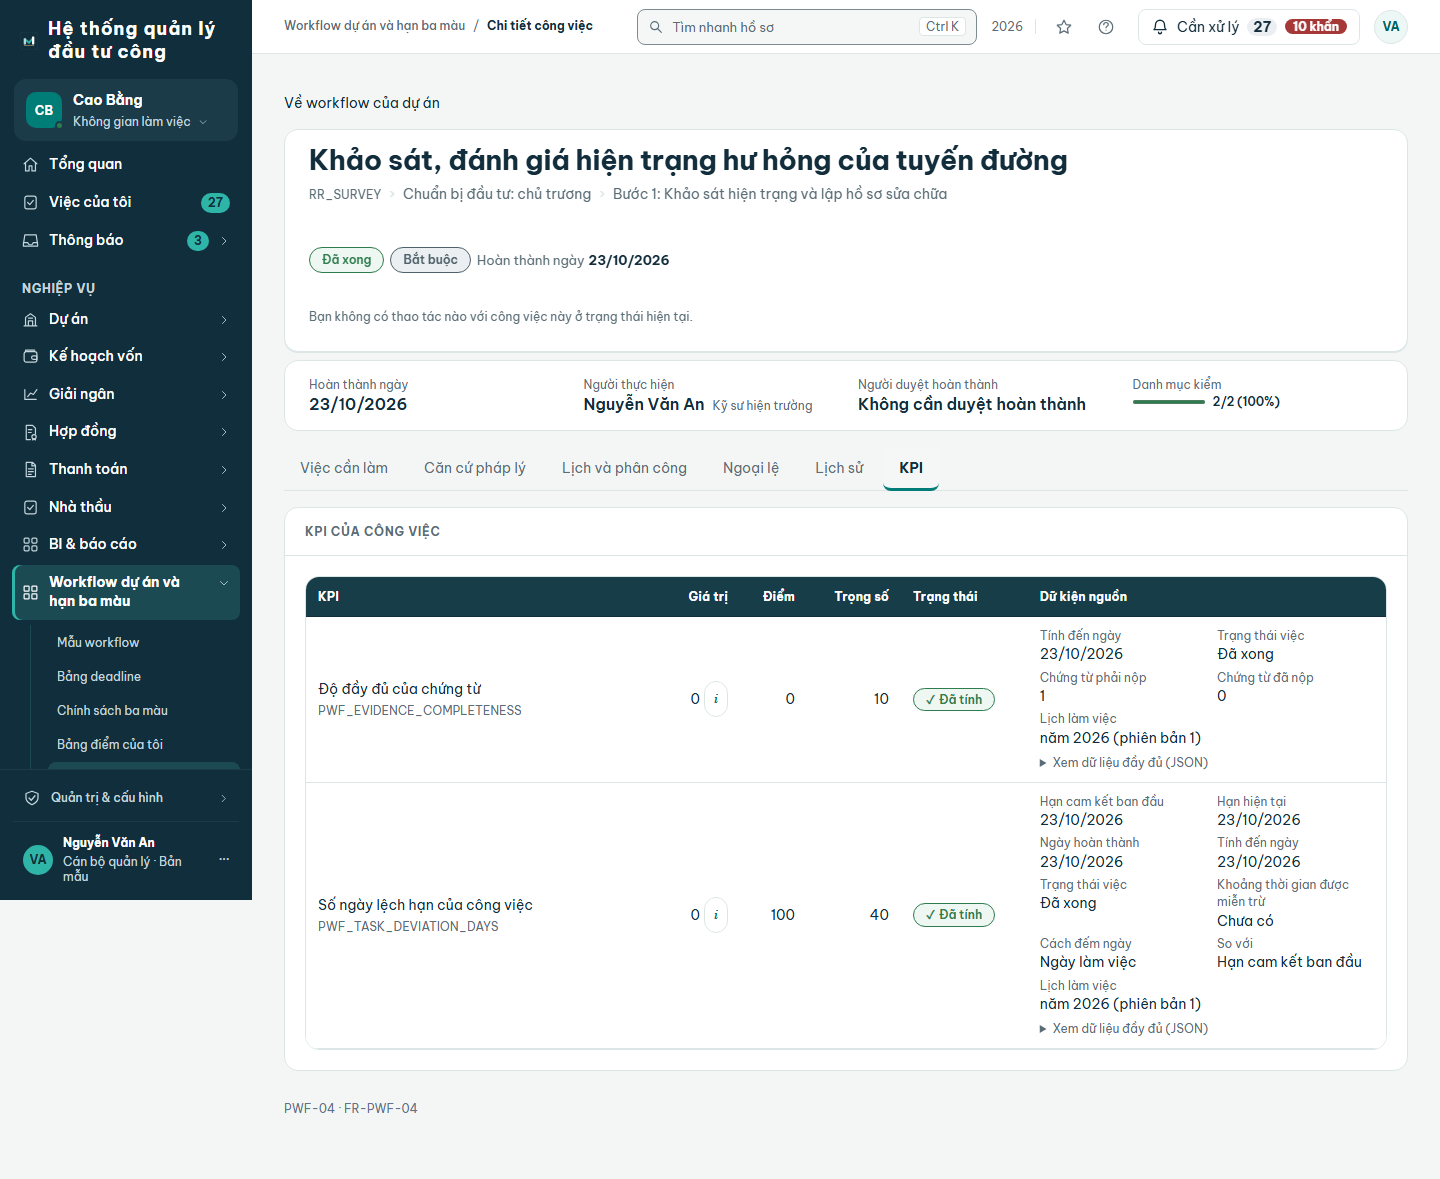 Hệ thống quản lý
đầu tư công
CB
Cao Bằng
Không gian làm việc
Tổng quan
Việc của tôi
27
Thông báo
3
NGHIỆP VỤ
Dự án
Kế hoạch vốn
Giải ngân
Hợp đồng
Thanh toán
Nhà thầu
BI & báo cáo
Workflow dự án và
hạn ba màu
Mẫu workflow
Bảng deadline
Chính sách ba màu
Bảng điểm của tôi
Quản trị & cấu hình
VA
Nguyễn Văn An
Cán bộ quản lý · Bản
mẫu
Workflow dự án và hạn ba màu / Chi tiết công việc
Tìm nhanh hồ sơ
Ctrl K
2026
Cần xử lý 27 10 khẩn
VA
Về workflow của dự án
Khảo sát, đánh giá hiện trạng hư hỏng của tuyến đường
RR_SURVEY › Chuẩn bị đầu tư: chủ trương › Bước 1: Khảo sát hiện trạng và lập hồ sơ sửa chữa
Đã xong Bắt buộc Hoàn thành ngày 23/10/2026
Bạn không có thao tác nào với công việc này ở trạng thái hiện tại.
Hoàn thành ngày
23/10/2026
Người thực hiện
Nguyễn Văn An Kỹ sư hiện trường
Người duyệt hoàn thành
Không cần duyệt hoàn thành
Danh mục kiểm
2/2 (100%)
Việc cần làm Căn cứ pháp lý Lịch và phân công Ngoại lệ Lịch sử KPI
KPI CỦA CÔNG VIỆC
KPI Giá trị Điểm Trọng số Trạng thái Dữ kiện nguồn
Độ đầy đủ của chứng từ
PWF_EVIDENCE_COMPLETENESS
0 i 0 10 ✓ Đã tính
Tính đến ngày
23/10/2026
Trạng thái việc
Đã xong
Chứng từ phải nộp
1
Chứng từ đã nộp
0
Lịch làm việc
năm 2026 (phiên bản 1)
Xem dữ liệu đầy đủ (JSON)
Số ngày lệch hạn của công việc
PWF_TASK_DEVIATION_DAYS
0 i 100 40 ✓ Đã tính
Hạn cam kết ban đầu
23/10/2026
Hạn hiện tại
23/10/2026
Ngày hoàn thành
23/10/2026
Tính đến ngày
23/10/2026
Trạng thái việc
Đã xong
Khoảng thời gian được
miễn trừ
Chưa có
Cách đếm ngày
Ngày làm việc
So với
Hạn cam kết ban đầu
Lịch làm việc
năm 2026 (phiên bản 1)
Xem dữ liệu đầy đủ (JSON)
PWF-04 · FR-PWF-04